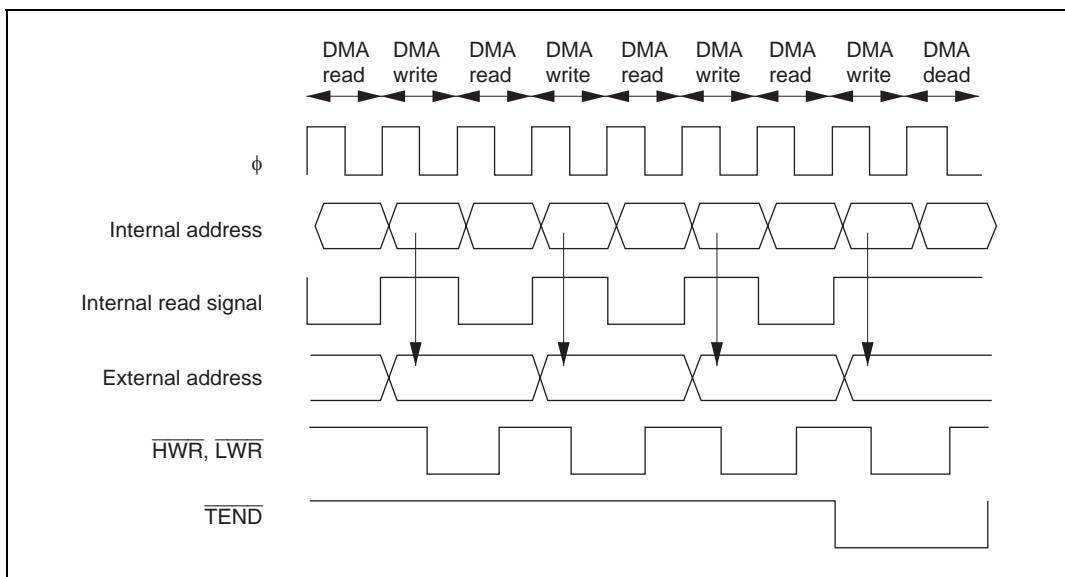 DMA DMA DMA DMA DMA DMA DMA DMA DMA
read write read write read write read write dead
ϕ
Internal address
Internal read signal
External address
HWR, LWR
TEND